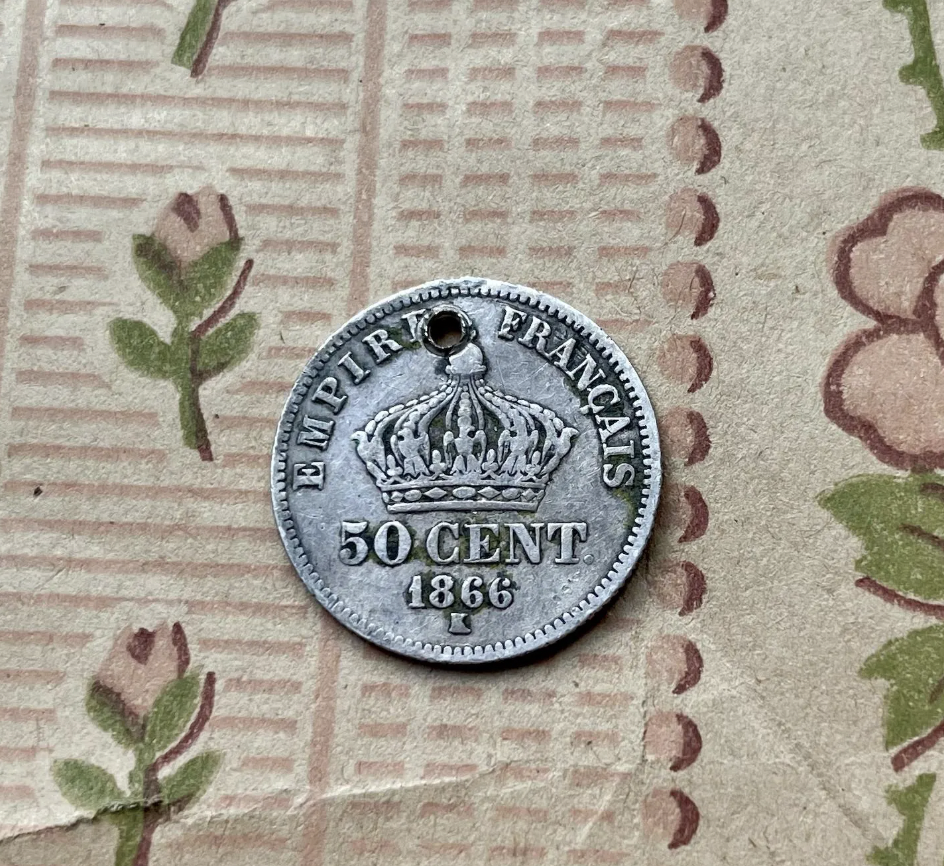 EMPIRE FRANÇAIS
50 CENT.
1866
K